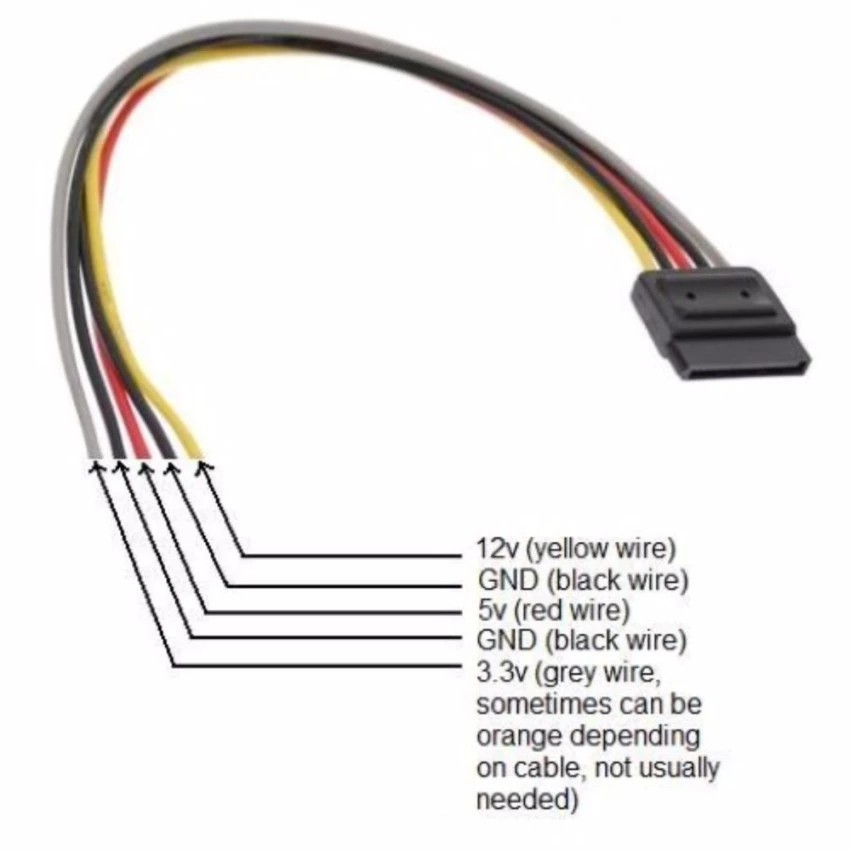 12v (yellow wire)
GND (black wire)
5v (red wire)
GND (black wire)
3.3v (grey wire,
sometimes can be
orange depending
on cable, not usually
needed)